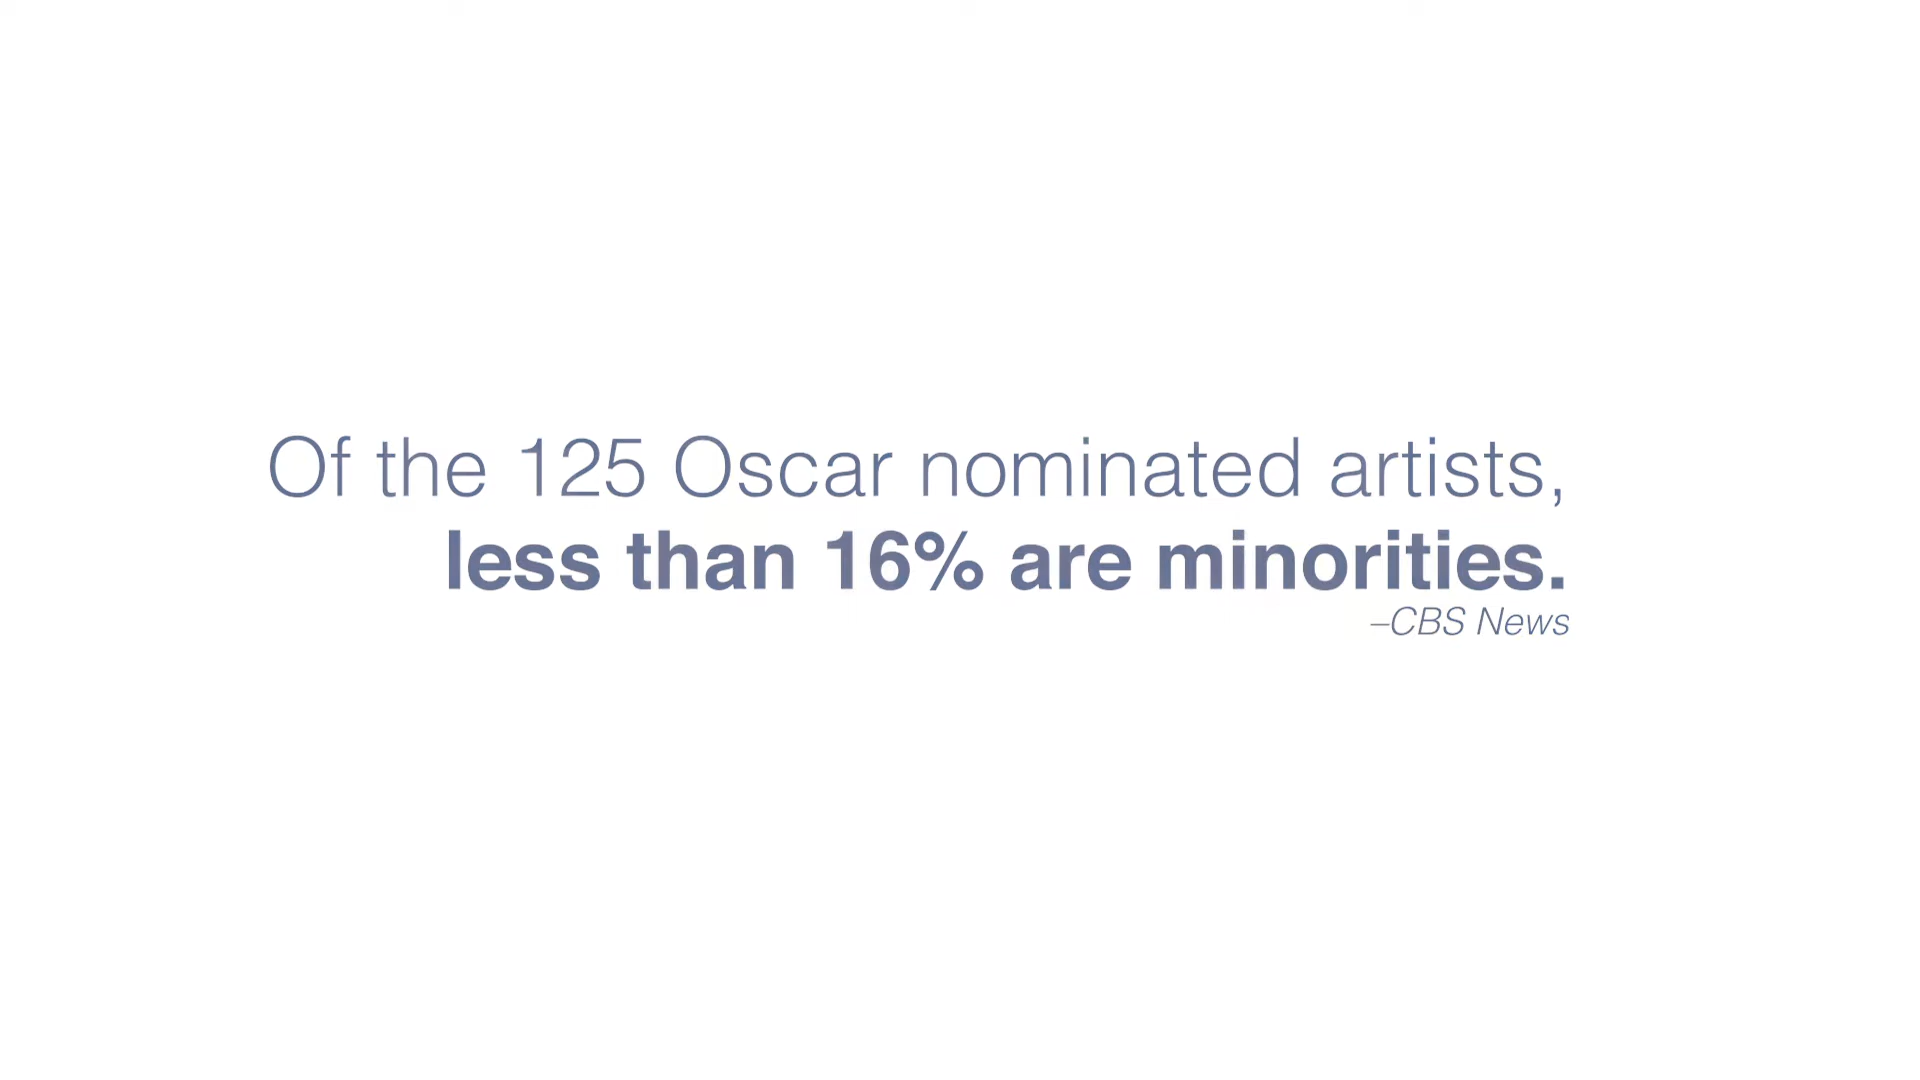 Of the 125 Oscar nominated artists,
less than 16% are minorities.
–CBS News